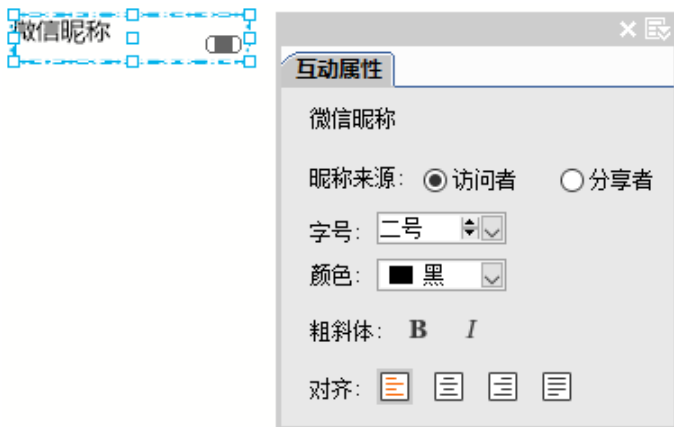 微信昵称
互动属性
微信昵称
昵称来源: 访问者 分享者
字号: 二号
颜色: 黑
粗斜体: B I
对齐: